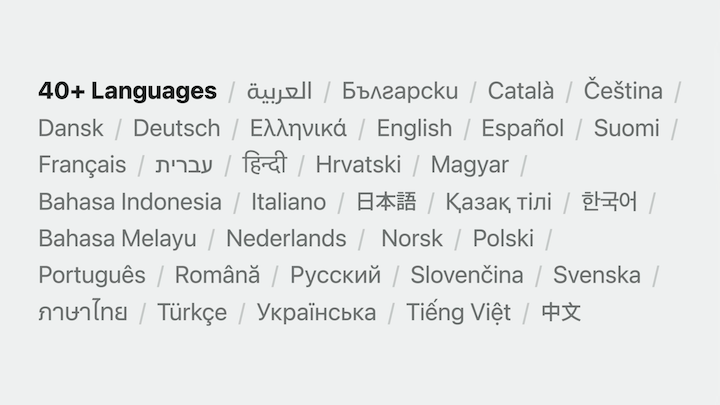 40+ Languages / العربية / Български / Català / Čeština /
Dansk / Deutsch / Ελληνικά / English / Español / Suomi /
Français / עברית / हिन्दी / Hrvatski / Magyar /
Bahasa Indonesia / Italiano / 日本語 / Қазақ тілі / 한국어 /
Bahasa Melayu / Nederlands / Norsk / Polski /
Português / Română / Русский / Slovenčina / Svenska /
ภาษาไทย / Türkçe / Українська / Tiếng Việt / 中文